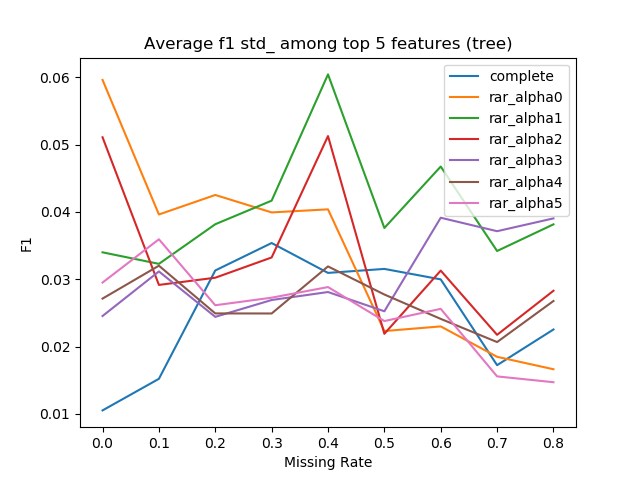 Average f1 std_ among top 5 features (tree)
complete
rar_alpha0
rar_alpha1
rar_alpha2
rar_alpha3
rar_alpha4
rar_alpha5
0.06
0.05
0.04
0.03
0.02
0.01
F1
0.0 0.1 0.2 0.3 0.4 0.5 0.6 0.7 0.8
Missing Rate